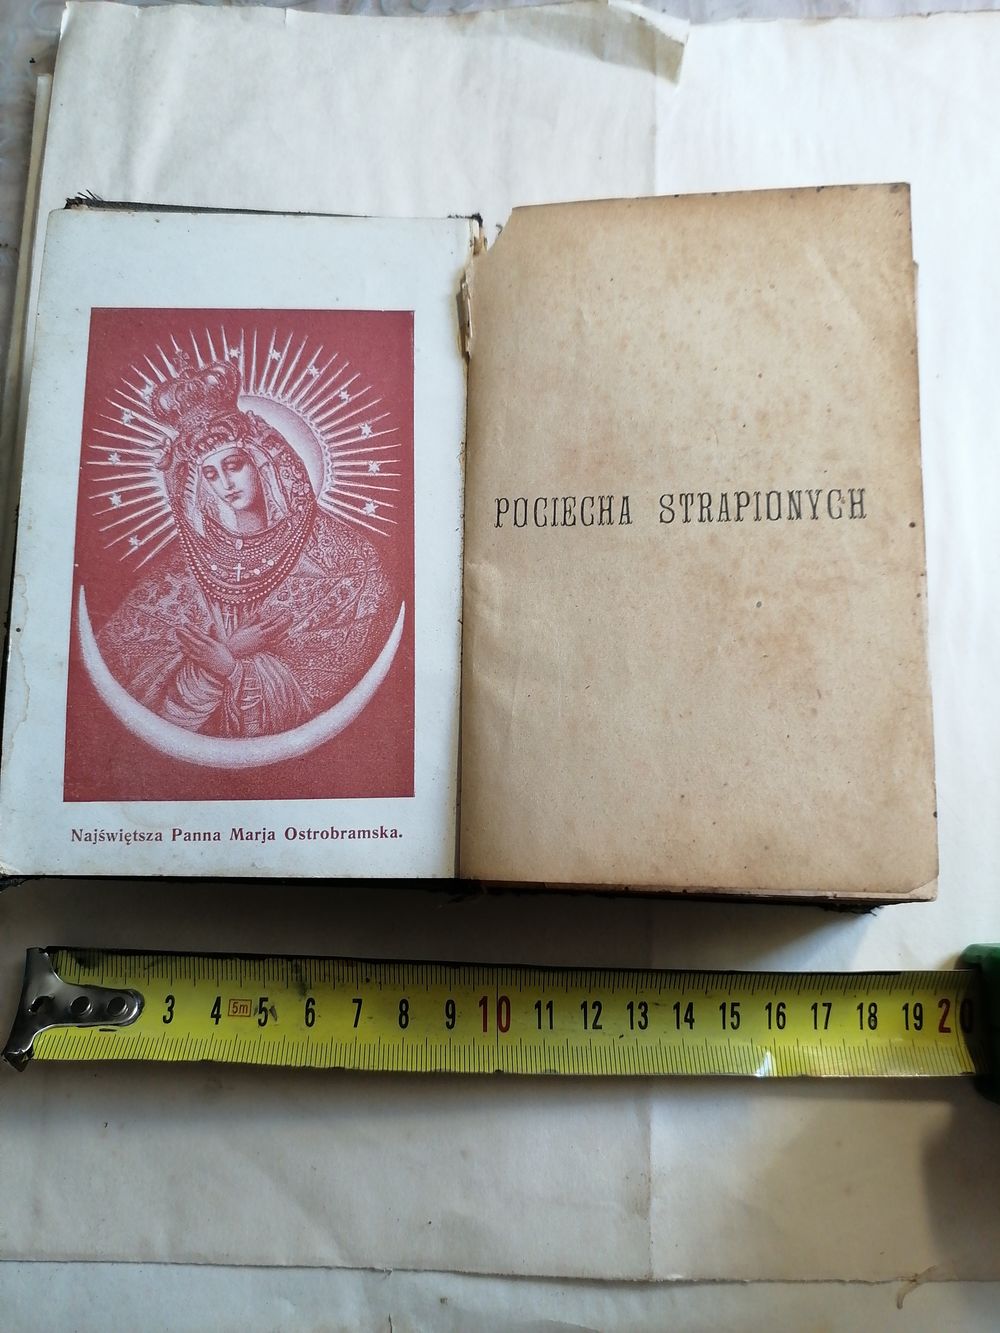 POCIECHA STRAPIONYCH
Najświętsza Panna Marja Ostrobramska.
3 4 5m 5 6 7 8 9 10 11 12 13 14 15 16 17 18 19 20